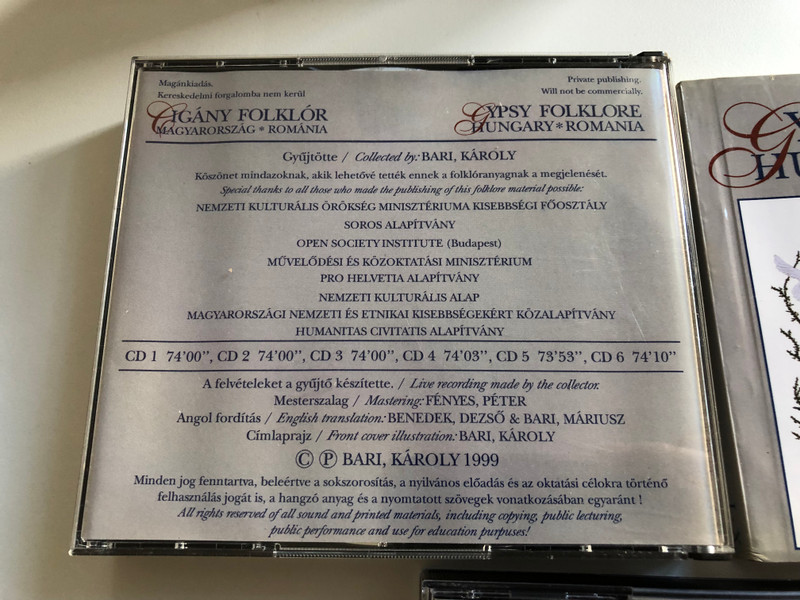 Magánkiadás.
Kereskedelmi forgalomba nem kerül
Private publishing.
Will not be commercially.
CIGÁNY FOLKLÓR
MAGYARORSZÁG * ROMÁNIA
GYPSY FOLKLORE
HUNGARY * ROMANIA
Gyűjtötte / Collected by: BARI, KÁROLY
Köszönet mindazoknak, akik lehetővé tették ennek a folklóranyagnak a megjelenését.
Special thanks to all those who made the publishing of this folklore material possible:
NEMZETI KULTURÁLIS ÖRÖKSÉG MINISZTÉRIUMA KISEBBSÉGI FŐOSZTÁLY
SOROS ALAPÍTVÁNY
OPEN SOCIETY INSTITUTE (Budapest)
MŰVELŐDÉSI ÉS KÖZOKTATÁSI MINISZTÉRIUM
PRO HELVETIA ALAPÍTVÁNY
NEMZETI KULTURÁLIS ALAP
MAGYARORSZÁGI NEMZETI ÉS ETNIKAI KISEBBSÉGEKÉRT KÖZALAPÍTVÁNY
HUMANITAS CIVITATIS ALAPÍTVÁNY
CD 1 74'00", CD 2 74'00", CD 3 74'00", CD 4 74'03", CD 5 73'53", CD 6 74'10"
A felvételeket a gyűjtő készítette. / Live recording made by the collector.
Mesterszalag / Mastering: FÉNYES, PÉTER
Angol fordítás / English translation: BENEDEK, DEZSŐ & BARI, MÁRIUSZ
Címlaprajz / Front cover illustration: BARI, KÁROLY
© ℗ BARI, KÁROLY 1999
Minden jog fenntartva, beleértve a sokszorosítás, a nyilvános előadás és az oktatási célokra történő
felhasználás jogát is, a hangzó anyag és a nyomtatott szövegek vonatkozásában egyaránt !
All rights reserved of all sound and printed materials, including copying, public lecturing,
public performance and use for education purpuses!
GY
HU